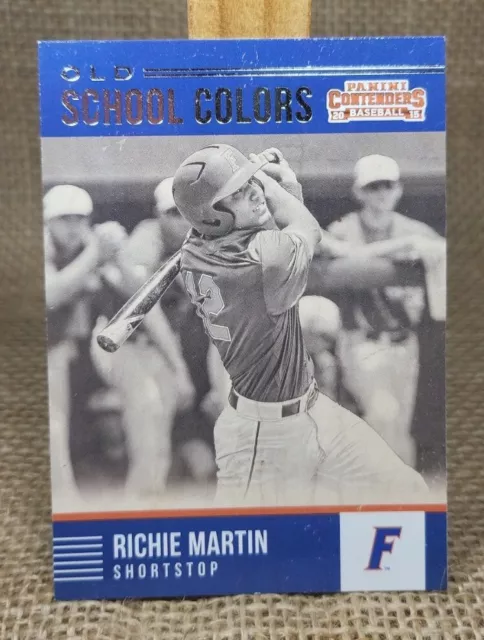 OLD
SCHOOL COLORS
PANINI
CONTENDERS
20 BASEBALL 15
F
12
RICHIE MARTIN
SHORTSTOP
F